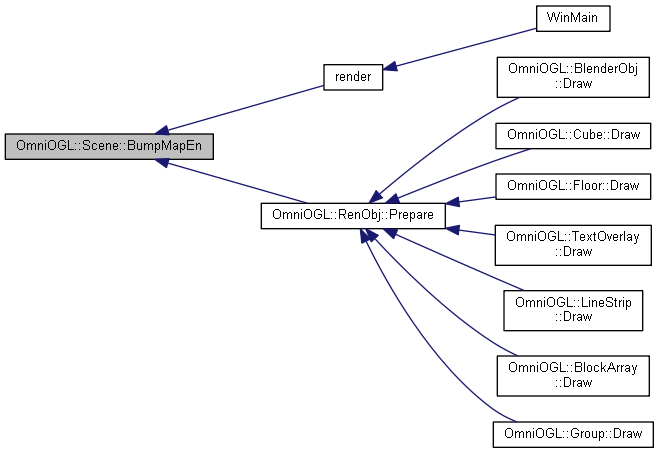 WinMain
render
OmniOGL::BlenderObj
::Draw
OmniOGL::Cube::Draw
OmniOGL::Scene::BumpMapEn
OmniOGL::Floor::Draw
OmniOGL::RenObj::Prepare
OmniOGL::TextOverlay
::Draw
OmniOGL::LineStrip
::Draw
OmniOGL::BlockArray
::Draw
OmniOGL::Group::Draw